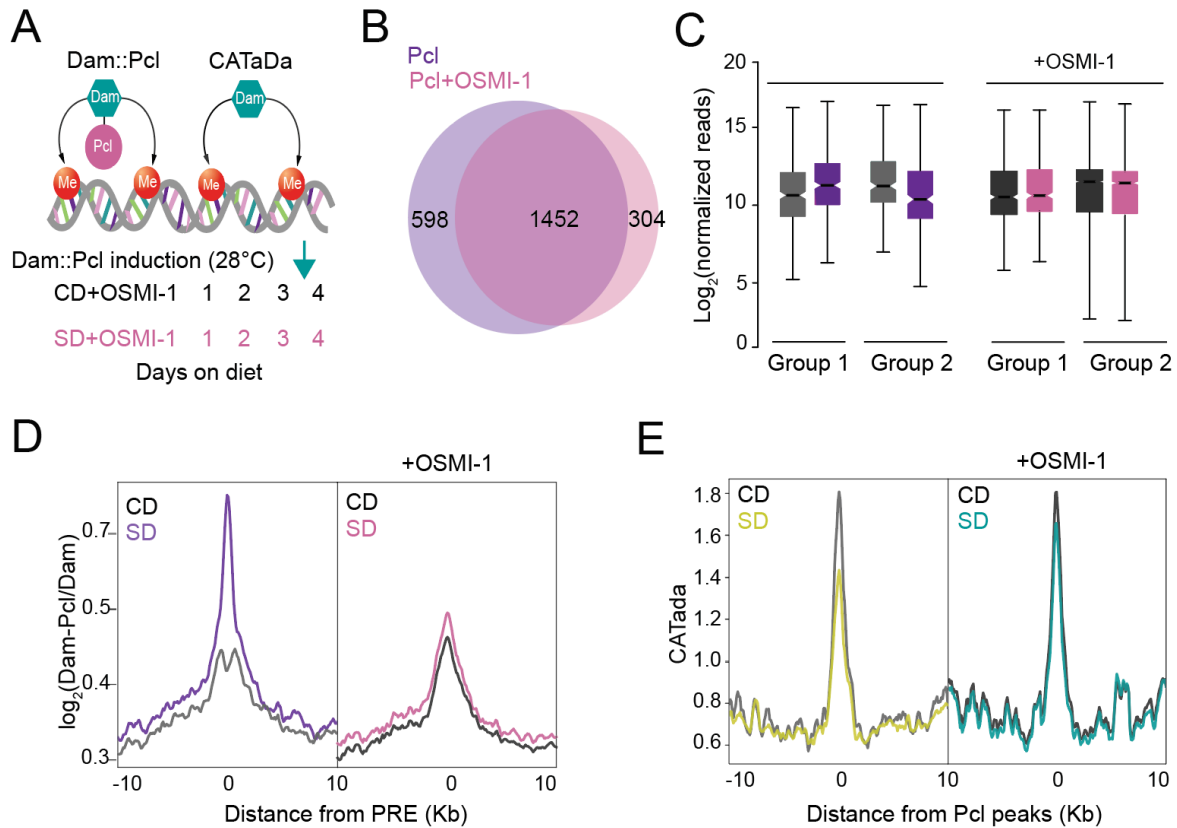 A
Dam::Pcl
CATaDa
Dam
Dam
Pcl
Me
Me
Me
Me
Dam::Pcl induction (28°C)
CD+OSMI-1 1 2 3 4
SD+OSMI-1 1 2 3 4
Days on diet
B
Pcl
Pcl+OSMI-1
598
1452
304
C
+OSMI-1
Log2(normalized reads)
20
15
10
5
0
Group 1
Group 2
Group 1
Group 2
D
+OSMI-1
CD
SD
CD
SD
log2(Dam-Pcl/Dam)
0.7
0.5
0.4
0.3
-10
0
10
0
10
Distance from PRE (Kb)
E
+OSMI-1
CD
SD
CD
SD
CATada
1.8
1.6
1.4
1.2
1.0
0.8
0.6
-10
0
10
0
10
Distance from Pcl peaks (Kb)